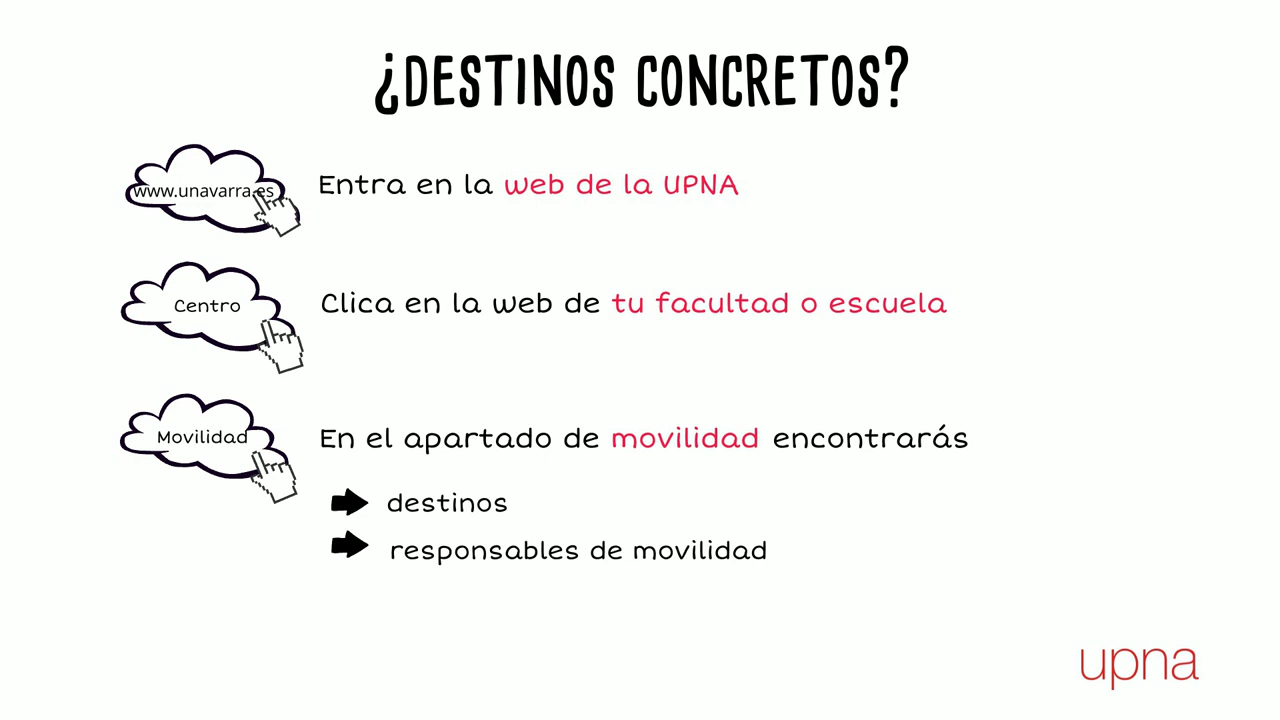 ¿DESTINOS CONCRETOS?
www.unavarra.es
Entra en la web de la UPNA
Centro
Clica en la web de tu facultad o escuela
Movilidad
En el apartado de movilidad encontrarás
destinos
responsables de movilidad
upna